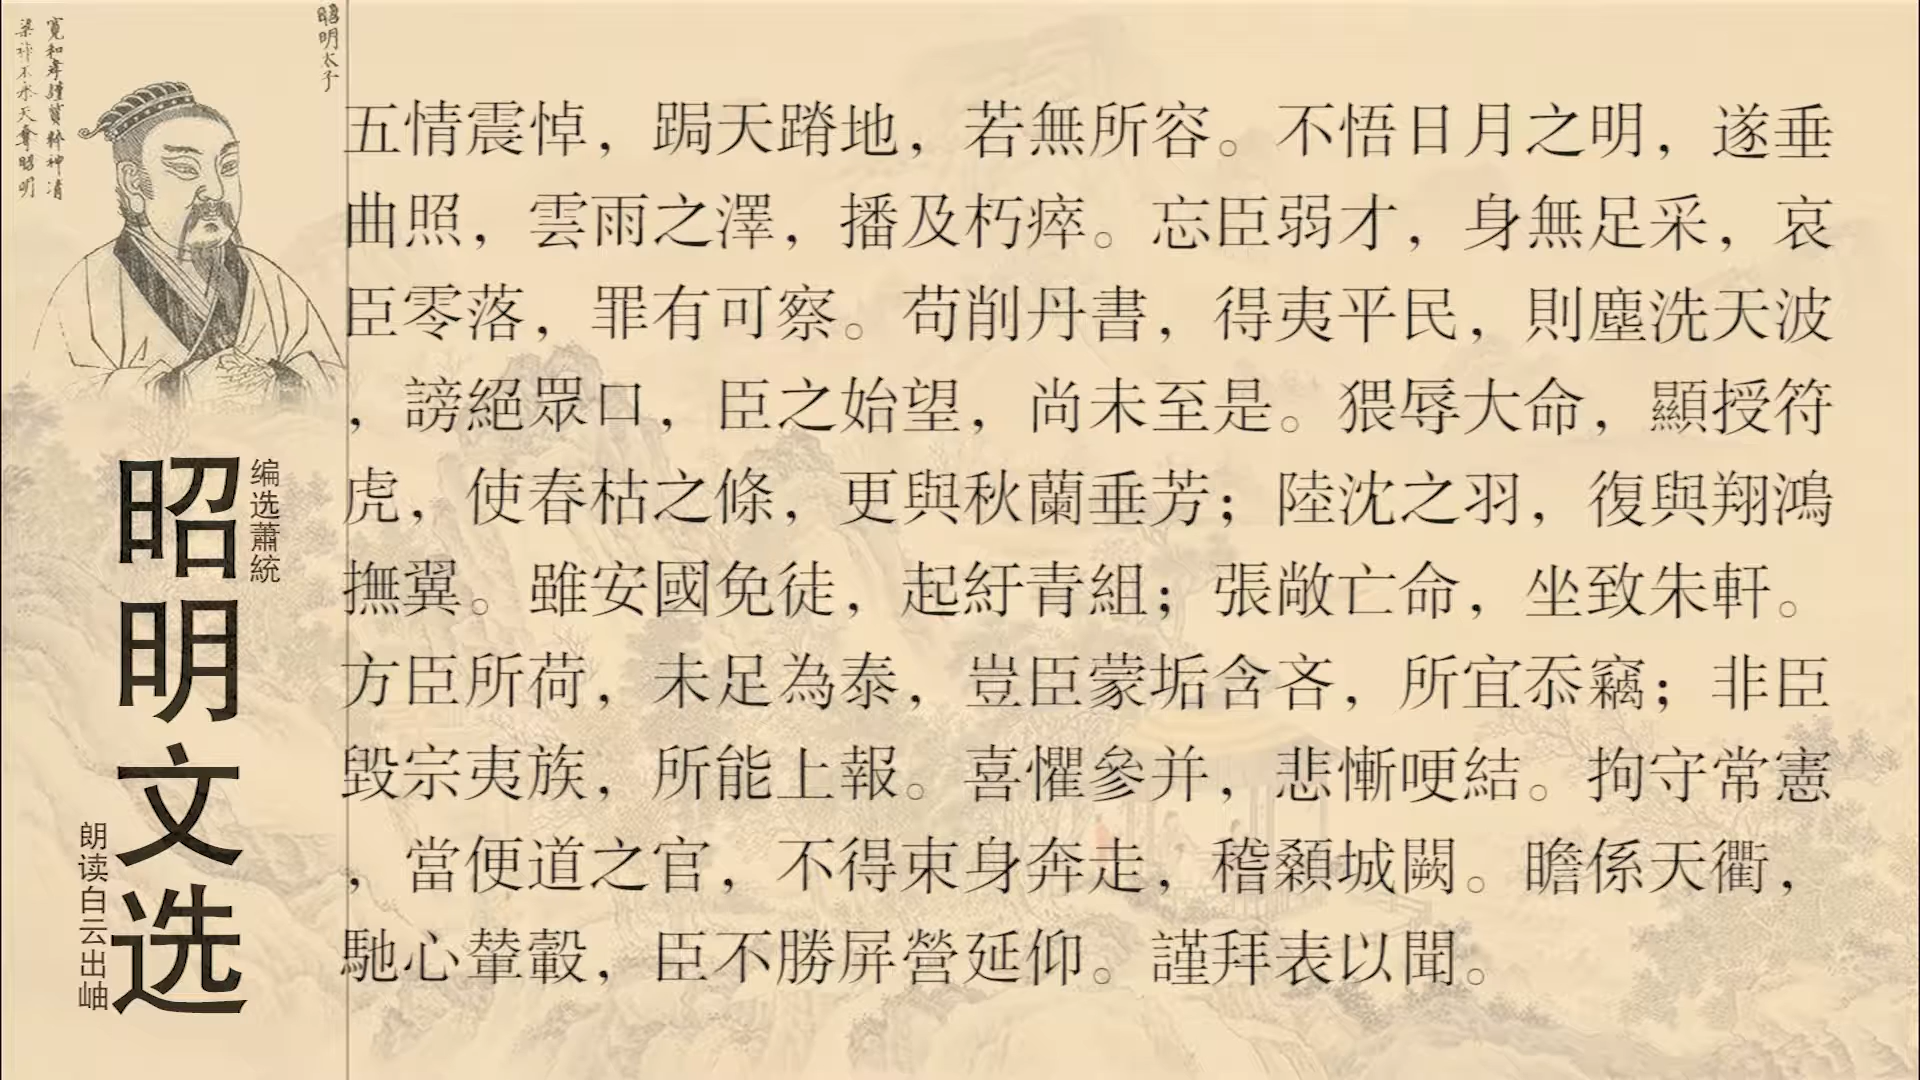 昭明太子
五情震悼，跼天蹐地，若無所容。不悟日月之明，遂垂
曲照，雲雨之澤，播及朽瘁。忘臣弱才，身無足采，哀
臣零落，罪有可察。苟削丹書，得夷平民，則塵洗天波
，謗絕眾口，臣之始望，尚未至是。猥辱大命，顯授符
虎，使春枯之條，更與秋蘭垂芳；陸沈之羽，復與翔鴻
撫翼。雖安國免徒，起紆青組；張敞亡命，坐致朱軒。
方臣所荷，未足為泰，豈臣蒙垢含吝，所宜忝竊；非臣
毀宗夷族，所能上報。喜懼參并，悲慚哽結。拘守常憲
，當便道之官，不得束身奔走，稽顙城闕。瞻係天衢，
馳心輦轂，臣不勝屏營延仰。謹拜表以聞。
昭明文选
编选蕭統
朗读白云出岫